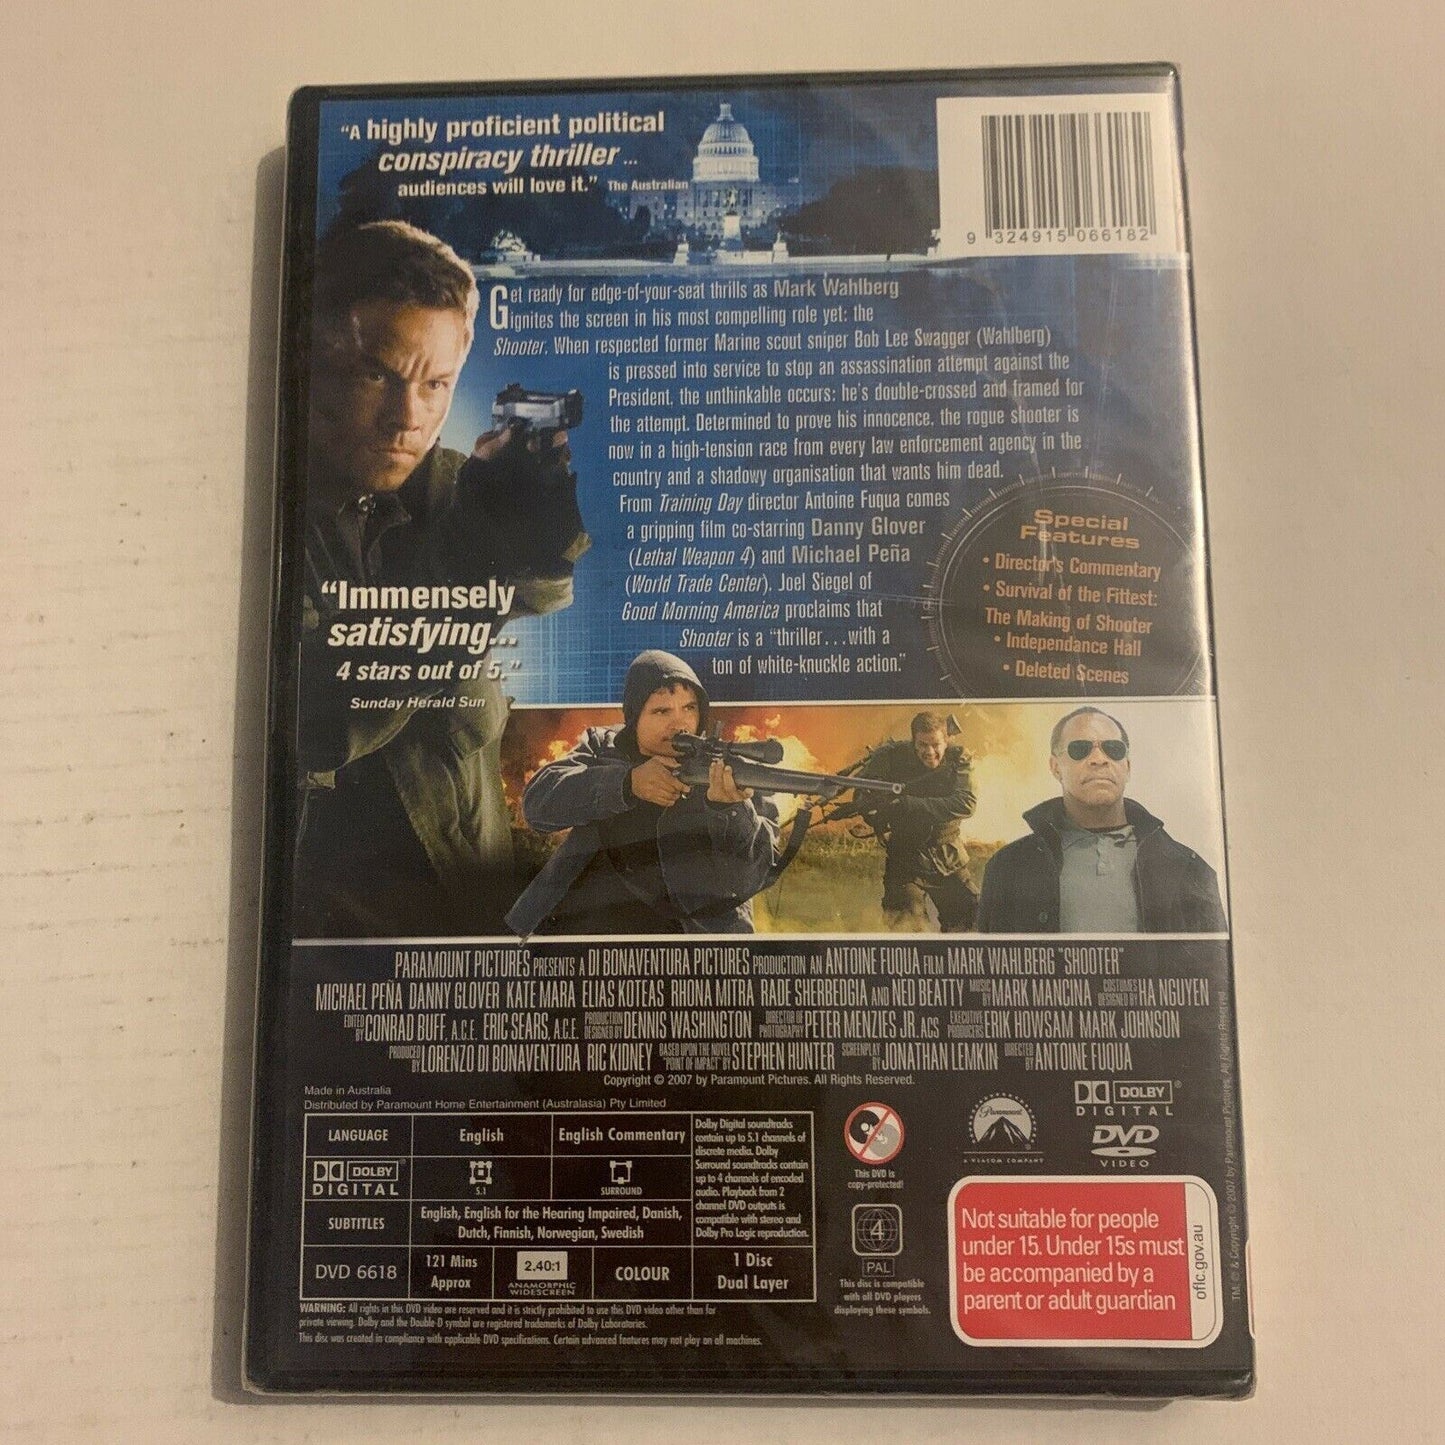 "A highly proficient political
conspiracy thriller ...
audiences will love it." The Australian
9 324915 066182
Get ready for edge-of-your-seat thrills as Mark Wahlberg
ignites the screen in his most compelling role yet: the
Shooter. When respected former Marine scout sniper Bob Lee Swagger (Wahlberg)
is pressed into service to stop an assassination attempt against the
President, the unthinkable occurs: he's double-crossed and framed for
the attempt. Determined to prove his innocence, the rogue shooter is
now in a high-tension race from every law enforcement agency in the
country and a shadowy organisation that wants him dead.
From Training Day director Antoine Fuqua comes
a gripping film co-starring Danny Glover
(Lethal Weapon 4) and Michael Peña
(World Trade Center). Joel Siegel of
Good Morning America proclaims that
Shooter is a "thriller...with a
ton of white-knuckle action."
Special
Features
• Director's Commentary
• Survival of the Fittest:
The Making of Shooter
• Independance Hall
• Deleted Scenes
"Immensely
satisfying...
4 stars out of 5."
Sunday Herald Sun
PARAMOUNT PICTURES PRESENTS A DI BONAVENTURA PICTURES PRODUCTION AN ANTOINE FUQUA FILM MARK WAHLBERG "SHOOTER"
MICHAEL PEÑA DANNY GLOVER KATE MARA ELIAS KOTEAS RHONA MITRA RADE SHERBEDGIA AND NED BEATTY MUSIC BY MARK MANCINA COSTUMES DESIGNED BY HA NGUYEN
EDITED BY CONRAD BUFF, A.C.E. ERIC SEARS, A.C.E. PRODUCTION DESIGNED BY DENNIS WASHINGTON DIRECTOR OF PHOTOGRAPHY PETER MENZIES JR. ACS EXECUTIVE PRODUCERS ERIK HOWSAM MARK JOHNSON
PRODUCED BY LORENZO DI BONAVENTURA RIC KIDNEY BASED UPON THE NOVEL "POINT OF IMPACT" BY STEPHEN HUNTER SCREENPLAY BY JONATHAN LEMKIN DIRECTED BY ANTOINE FUQUA
Copyright © 2007 by Paramount Pictures. All Rights Reserved.
Made in Australia
Distributed by Paramount Home Entertainment (Australasia) Pty Limited
LANGUAGE English English Commentary
DOLBY
DIGITAL
5.1 SURROUND
SUBTITLES
English, English for the Hearing Impaired, Danish,
Dutch, Finnish, Norwegian, Swedish
DVD 6618
121 Mins
Approx
2.40:1
ANAMORPHIC
WIDESCREEN
COLOUR
1 Disc
Dual Layer
Dolby Digital soundtracks
contain up to 5.1 channels of
discrete media. Dolby
Surround soundtracks contain
up to 4 channels of encoded
audio. Playback from 2
channel DVD outputs is
compatible with stereo and
Dolby Pro Logic reproduction.
WARNING: All rights in this DVD video are reserved and it is strictly prohibited to use this DVD video other than for
private viewing. Dolby and the Double-D symbol are registered trademarks of Dolby Laboratories.
This disc was created in compliance with applicable DVD specifications. Certain advanced features may not play on all machines.
This DVD is
copy-protected!
4
PAL
This disc is compatible
with all DVD players
displaying these symbols.
Paramount
A VIACOM COMPANY
DOLBY ®
DIGITAL
DVD
VIDEO
Not suitable for people
under 15. Under 15s must
be accompanied by a
parent or adult guardian
oflc.gov.au
TM, ® & Copyright © 2007 by Paramount Pictures. All Rights Reserved.